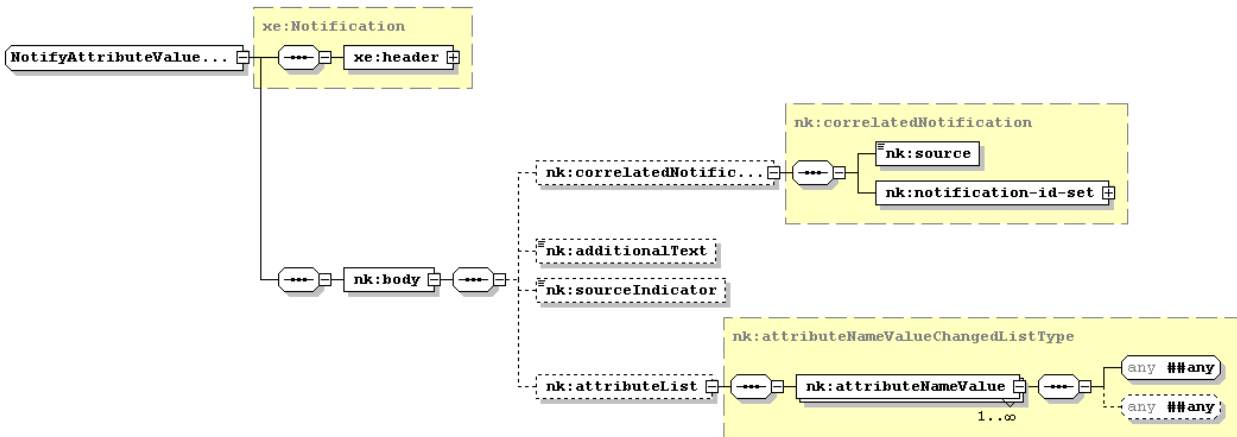 xe:Notification
NotifyAttributeValue...
xe:header
nk:correlatedNotification
nk:source
nk:correlatedNotific...
nk:notification-id-set
nk:additionalText
nk:body
nk:sourceIndicator
nk:attributeNameValueChangedListType
any ##any
nk:attributeList
nk:attributeNameValue
any ##any
1..∞